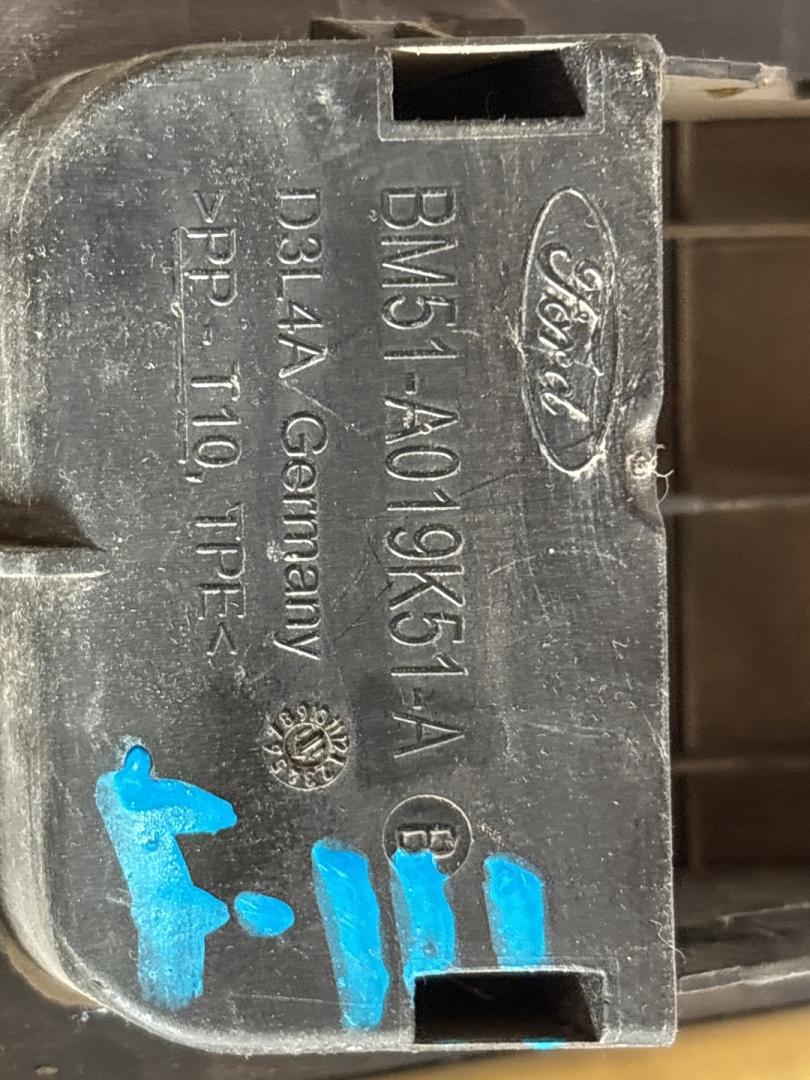 Ford
BM51-A019K51-A B
D3L4A Germany
>PP-T10, TPE<